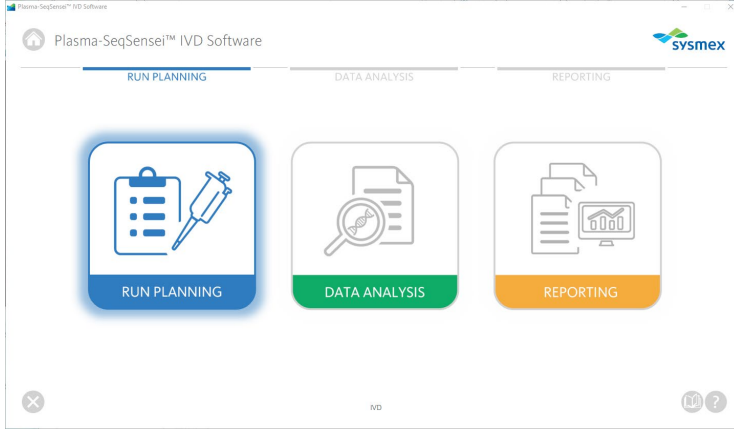 Plasma-SeqSensei™ IVD Software
Plasma-SeqSensei™ IVD Software
sysmex
RUN PLANNING
DATA ANALYSIS
REPORTING
RUN PLANNING
DATA ANALYSIS
REPORTING
IVD
?